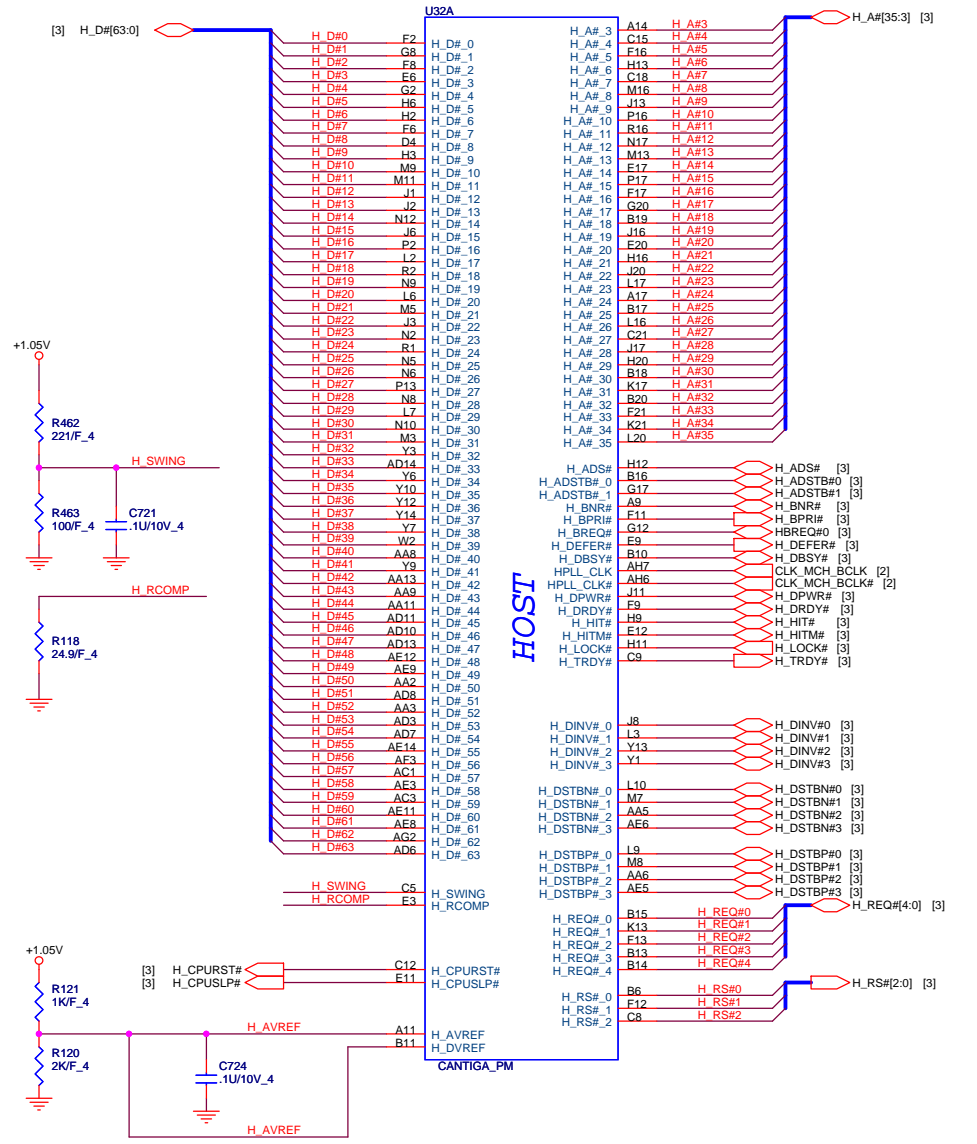 U32A
[3] H_D#[63:0]
H_D#0 F2 H_D#_0
H_D#1 G8 H_D#_1
H_D#2 F8 H_D#_2
H_D#3 E6 H_D#_3
H_D#4 G2 H_D#_4
H_D#5 H6 H_D#_5
H_D#6 H2 H_D#_6
H_D#7 F6 H_D#_7
H_D#8 D4 H_D#_8
H_D#9 H3 H_D#_9
H_D#10 M9 H_D#_10
H_D#11 M11 H_D#_11
H_D#12 J1 H_D#_12
H_D#13 J2 H_D#_13
H_D#14 N12 H_D#_14
H_D#15 J6 H_D#_15
H_D#16 P2 H_D#_16
H_D#17 L2 H_D#_17
H_D#18 R2 H_D#_18
H_D#19 N9 H_D#_19
H_D#20 L6 H_D#_20
H_D#21 M5 H_D#_21
H_D#22 J3 H_D#_22
H_D#23 N2 H_D#_23
H_D#24 R1 H_D#_24
H_D#25 N5 H_D#_25
H_D#26 N6 H_D#_26
H_D#27 P13 H_D#_27
H_D#28 N8 H_D#_28
H_D#29 L7 H_D#_29
H_D#30 N10 H_D#_30
H_D#31 M3 H_D#_31
H_D#32 Y3 H_D#_32
H_D#33 AD14 H_D#_33
H_D#34 Y6 H_D#_34
H_D#35 Y10 H_D#_35
H_D#36 Y12 H_D#_36
H_D#37 Y14 H_D#_37
H_D#38 Y7 H_D#_38
H_D#39 W2 H_D#_39
H_D#40 AA8 H_D#_40
H_D#41 Y9 H_D#_41
H_D#42 AA13 H_D#_42
H_D#43 AA9 H_D#_43
H_D#44 AA11 H_D#_44
H_D#45 AD11 H_D#_45
H_D#46 AD10 H_D#_46
H_D#47 AD13 H_D#_47
H_D#48 AE12 H_D#_48
H_D#49 AE9 H_D#_49
H_D#50 AA2 H_D#_50
H_D#51 AD8 H_D#_51
H_D#52 AA3 H_D#_52
H_D#53 AD3 H_D#_53
H_D#54 AD7 H_D#_54
H_D#55 AE14 H_D#_55
H_D#56 AF3 H_D#_56
H_D#57 AC1 H_D#_57
H_D#58 AE3 H_D#_58
H_D#59 AC3 H_D#_59
H_D#60 AE11 H_D#_60
H_D#61 AE8 H_D#_61
H_D#62 AG2 H_D#_62
H_D#63 AD6 H_D#_63
H_SWING C5 H_SWING
H_RCOMP E3 H_RCOMP
[3] H_CPURST# C12 H_CPURST#
[3] H_CPUSLP# E11 H_CPUSLP#
H_AVREF A11 H_AVREF
B11 H_DVREF
H_AVREF
CANTIGA_PM
HOST
+1.05V
R462
221/F_4
H_SWING
R463
100/F_4
C721
.1U/10V_4
H_RCOMP
R118
24.9/F_4
+1.05V
R121
1K/F_4
R120
2K/F_4
C724
.1U/10V_4
H_A#[35:3] [3]
H_A#_3 A14 H_A#3
H_A#_4 C15 H_A#4
H_A#_5 F16 H_A#5
H_A#_6 H13 H_A#6
H_A#_7 C18 H_A#7
H_A#_8 M16 H_A#8
H_A#_9 J13 H_A#9
H_A#_10 P16 H_A#10
H_A#_11 R16 H_A#11
H_A#_12 N17 H_A#12
H_A#_13 M13 H_A#13
H_A#_14 E17 H_A#14
H_A#_15 P17 H_A#15
H_A#_16 F17 H_A#16
H_A#_17 G20 H_A#17
H_A#_18 B19 H_A#18
H_A#_19 J16 H_A#19
H_A#_20 E20 H_A#20
H_A#_21 H16 H_A#21
H_A#_22 J20 H_A#22
H_A#_23 L17 H_A#23
H_A#_24 A17 H_A#24
H_A#_25 B17 H_A#25
H_A#_26 L16 H_A#26
H_A#_27 C21 H_A#27
H_A#_28 J17 H_A#28
H_A#_29 H20 H_A#29
H_A#_30 B18 H_A#30
H_A#_31 K17 H_A#31
H_A#_32 B20 H_A#32
H_A#_33 F21 H_A#33
H_A#_34 K21 H_A#34
H_A#_35 L20 H_A#35
H_ADS# H12 H_ADS# [3]
H_ADSTB#_0 B16 H_ADSTB#0 [3]
H_ADSTB#_1 G17 H_ADSTB#1 [3]
H_BNR# A9 H_BNR# [3]
H_BPRI# F11 H_BPRI# [3]
H_BREQ# G12 HBREQ#0 [3]
H_DEFER# E9 H_DEFER# [3]
H_DBSY# B10 H_DBSY# [3]
HPLL_CLK AH7 CLK_MCH_BCLK [2]
HPLL_CLK# AH6 CLK_MCH_BCLK# [2]
H_DPWR# J11 H_DPWR# [3]
H_DRDY# F9 H_DRDY# [3]
H_HIT# H9 H_HIT# [3]
H_HITM# E12 H_HITM# [3]
H_LOCK# H11 H_LOCK# [3]
H_TRDY# C9 H_TRDY# [3]
H_DINV#_0 J8 H_DINV#0 [3]
H_DINV#_1 L3 H_DINV#1 [3]
H_DINV#_2 Y13 H_DINV#2 [3]
H_DINV#_3 Y1 H_DINV#3 [3]
H_DSTBN#_0 L10 H_DSTBN#0 [3]
H_DSTBN#_1 M7 H_DSTBN#1 [3]
H_DSTBN#_2 AA5 H_DSTBN#2 [3]
H_DSTBN#_3 AE6 H_DSTBN#3 [3]
H_DSTBP#_0 L9 H_DSTBP#0 [3]
H_DSTBP#_1 M8 H_DSTBP#1 [3]
H_DSTBP#_2 AA6 H_DSTBP#2 [3]
H_DSTBP#_3 AE5 H_DSTBP#3 [3]
H_REQ#[4:0] [3]
H_REQ#_0 B15 H_REQ#0
H_REQ#_1 K13 H_REQ#1
H_REQ#_2 F13 H_REQ#2
H_REQ#_3 B13 H_REQ#3
H_REQ#_4 B14 H_REQ#4
H_RS#[2:0] [3]
H_RS#_0 B6 H_RS#0
H_RS#_1 F12 H_RS#1
H_RS#_2 C8 H_RS#2